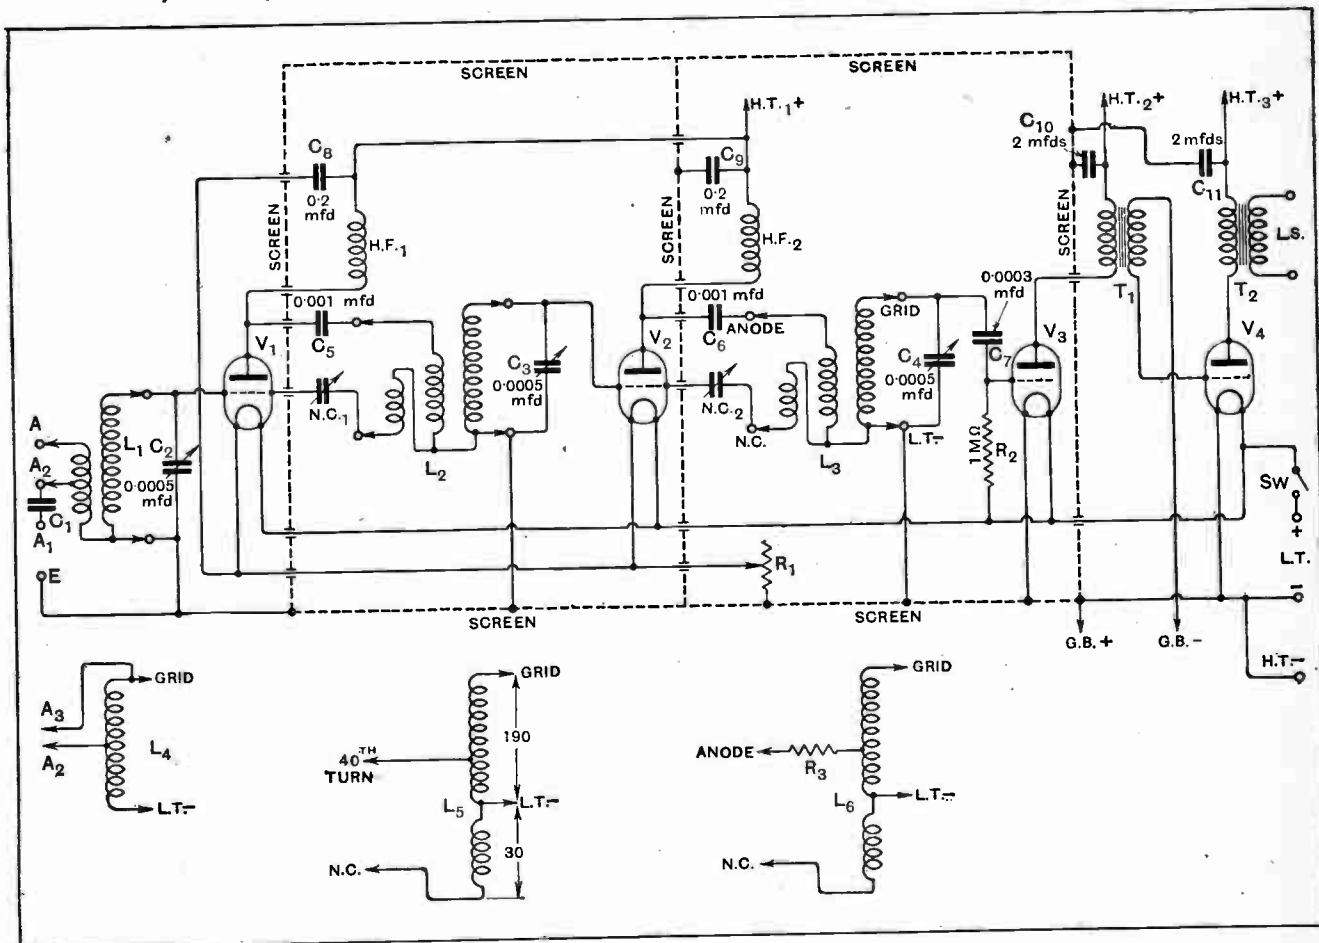 SCREEN
SCREEN
H.T.1+
H.T.2+
H.T.3+
C10
2 mfds
2 mfds
C11
C8
0·2
mfd
C9
0·2
mfd
SCREEN
SCREEN
SCREEN
H.F.1
H.F.2
L.S.
T1
T2
0·001 mfd
C5
0·001 mfd
C6
ANODE
GRID
0·0003
mfd
C7
V1
V2
V3
V4
C3
0·0005
mfd
C4
0·0005
mfd
N.C.1
N.C.2
N.C.
L.T.-
A
A2
C1
A1
E
L1
C2
0·0005
mfd
L2
L3
1MΩ
R2
R1
SW
+
L.T.
-
H.T.-
SCREEN
SCREEN
G.B.+
G.B.-
GRID
A3
A2
L4
L.T.-
GRID
190
40TH
TURN
L5
L.T.-
30
N.C.
GRID
ANODE
R3
L6
L.T.-
N.C.